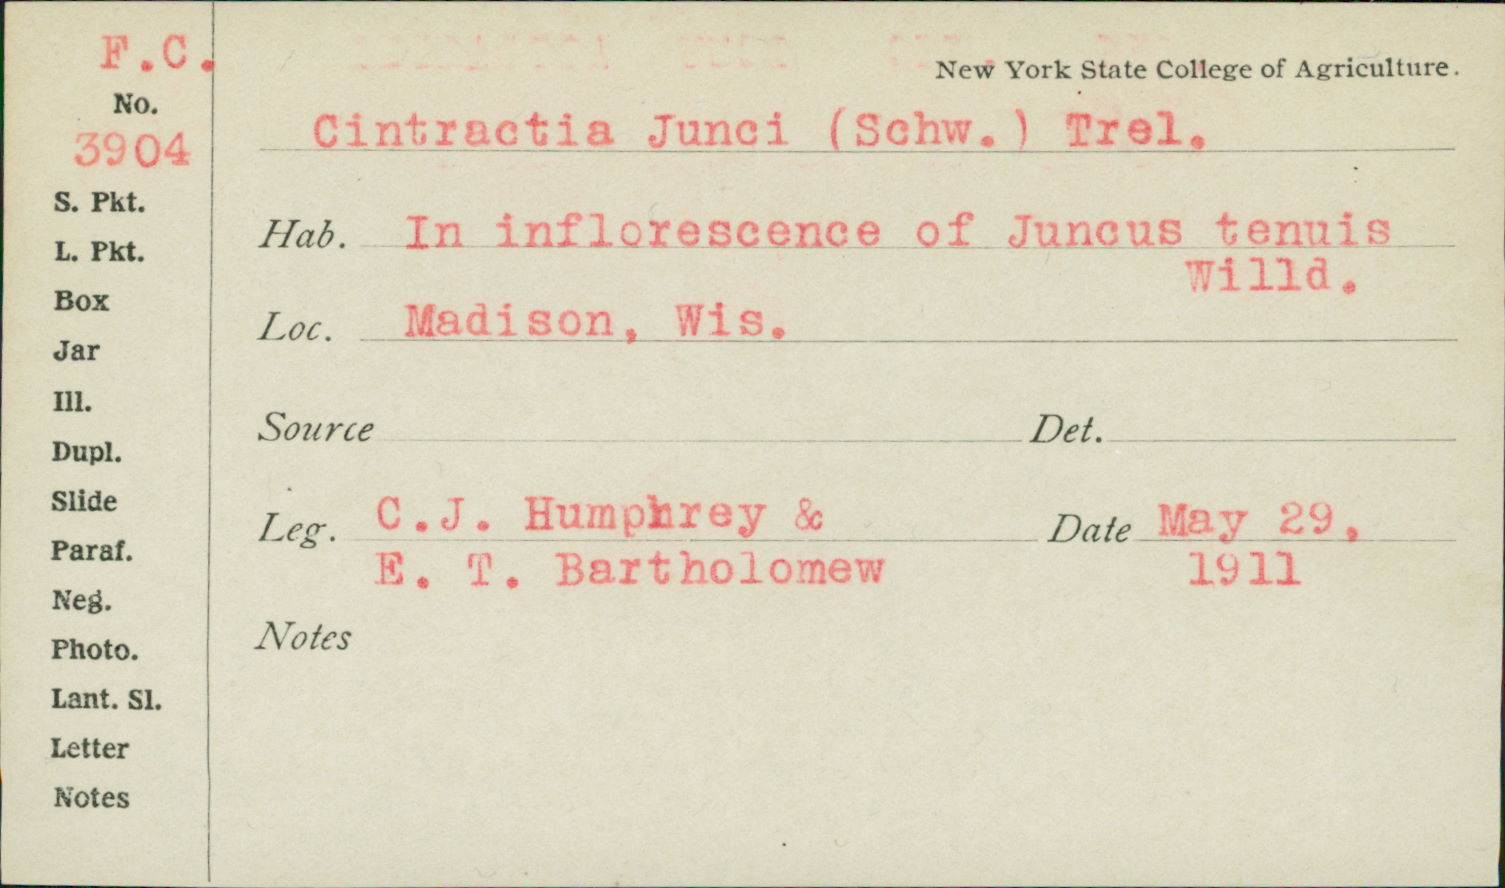 F.C.
No.
3904
S. Pkt.
L. Pkt.
Box
Jar
Ill.
Dupl.
Slide
Paraf.
Neg.
Photo.
Lant. Sl.
Letter
Notes
New York State College of Agriculture.
Cintractia Junci (Schw.) Trel.
Hab. In inflorescence of Juncus tenuis
Willd.
Loc. Madison, Wis.
Source Det.
Leg. C.J. Humphrey & Date May 29,
E. T. Bartholomew 1911
Notes